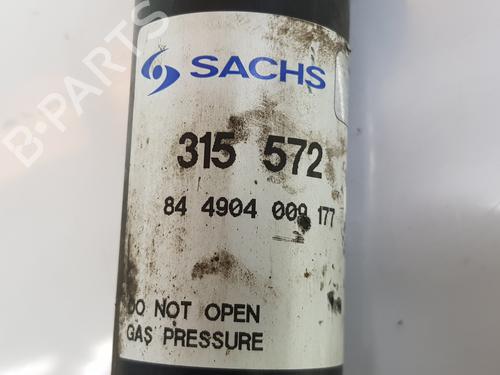 SACHS
315 572
84 4904 009 177
DO NOT OPEN
GAS PRESSURE
B-PARTS